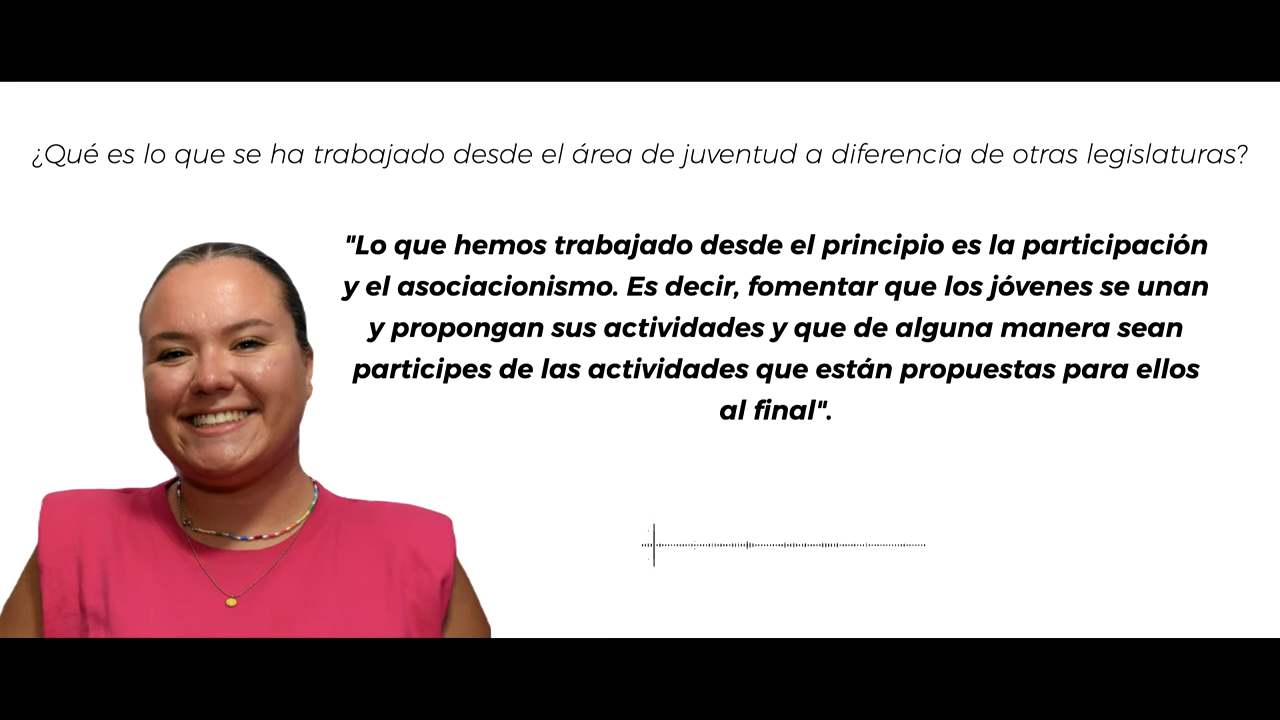 ¿Qué es lo que se ha trabajado desde el área de juventud a diferencia de otras legislaturas?
"Lo que hemos trabajado desde el principio es la participación
y el asociacionismo. Es decir, fomentar que los jóvenes se unan
y propongan sus actividades y que de alguna manera sean
participes de las actividades que están propuestas para ellos
al final".